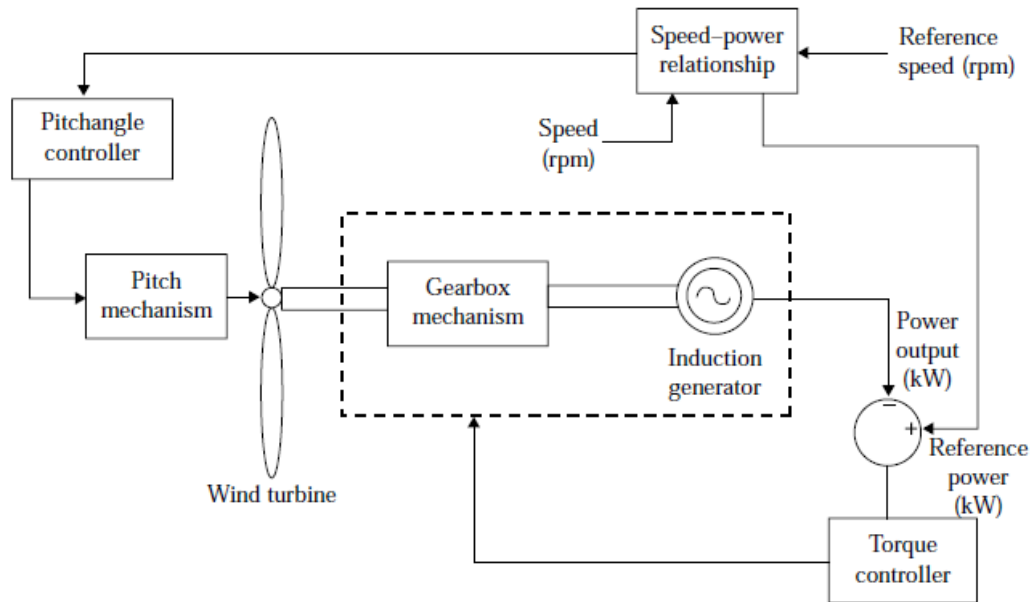 Speed–power
relationship
Reference
speed (rpm)
Pitchangle
controller
Speed
(rpm)
Pitch
mechanism
Gearbox
mechanism
Induction
generator
Power
output
(kW)
−
+
Reference
power
(kW)
Wind turbine
Torque
controller